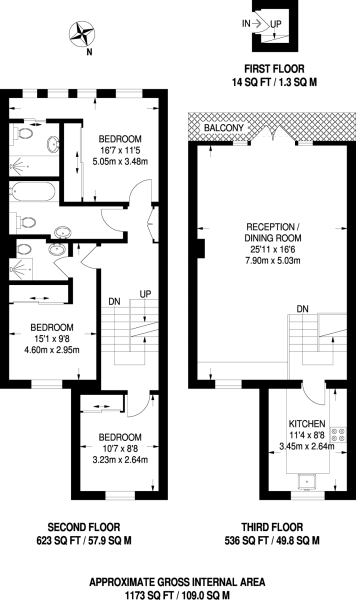 N
IN
UP
FIRST FLOOR
14 SQ FT / 1.3 SQ M
BEDROOM
16'7 x 11'5
5.05m x 3.48m
DN
UP
BEDROOM
15'1 x 9'8
4.60m x 2.95m
BEDROOM
10'7 x 8'8
3.23m x 2.64m
SECOND FLOOR
623 SQ FT / 57.9 SQ M
BALCONY
RECEPTION /
DINING ROOM
25'11 x 16'6
7.90m x 5.03m
DN
KITCHEN
11'4 x 8'8
3.45m x 2.64m
THIRD FLOOR
536 SQ FT / 49.8 SQ M
APPROXIMATE GROSS INTERNAL AREA
1173 SQ FT / 109.0 SQ M